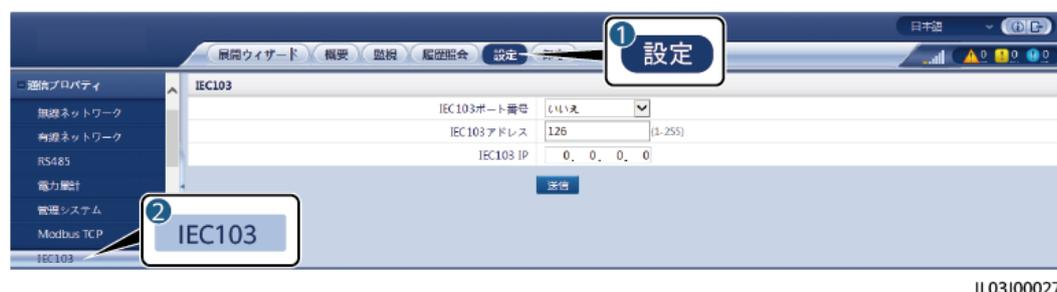 日本語
展開ウィザード 概要 監視 履歴照会 設定
1 設定
0 0 0
通信プロパティ
IEC103
無線ネットワーク
IEC103ポート番号 いいえ
有線ネットワーク
IEC103アドレス 126 (1-255)
RS485
IEC103 IP 0. 0. 0. 0
電力量計
送信
管理システム
2 IEC103
Modbus TCP
IEC103
IL03J00027